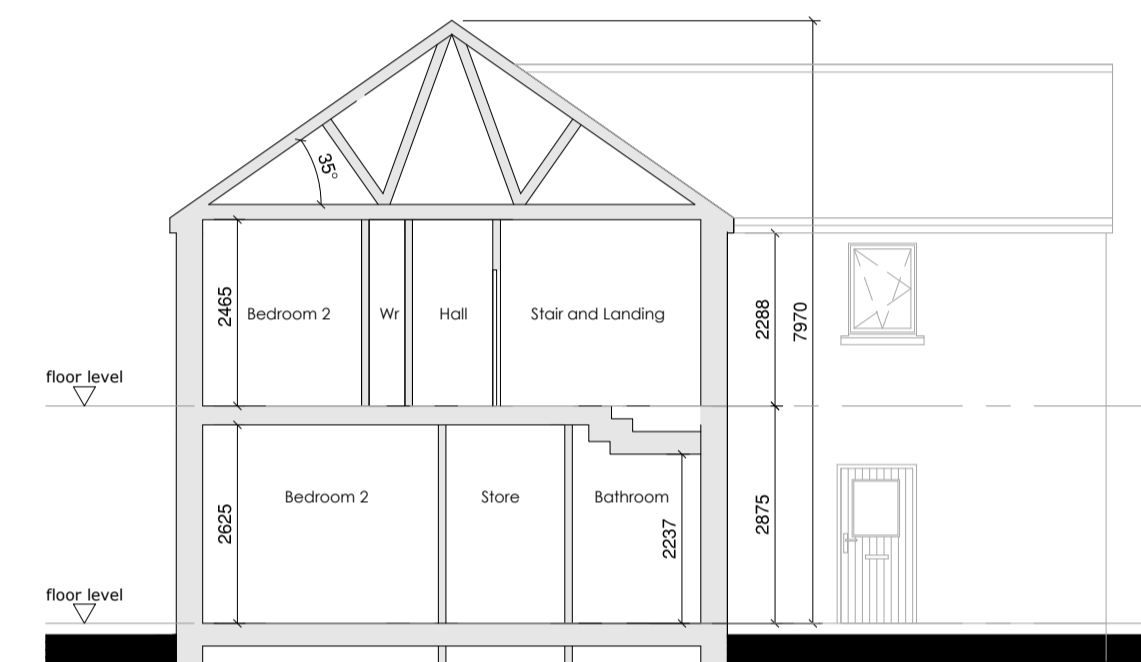 35°
2465
Bedroom 2
Wr
Hall
Stair and Landing
2288
7970
floor level
2625
Bedroom 2
Store
Bathroom
2237
2875
floor level